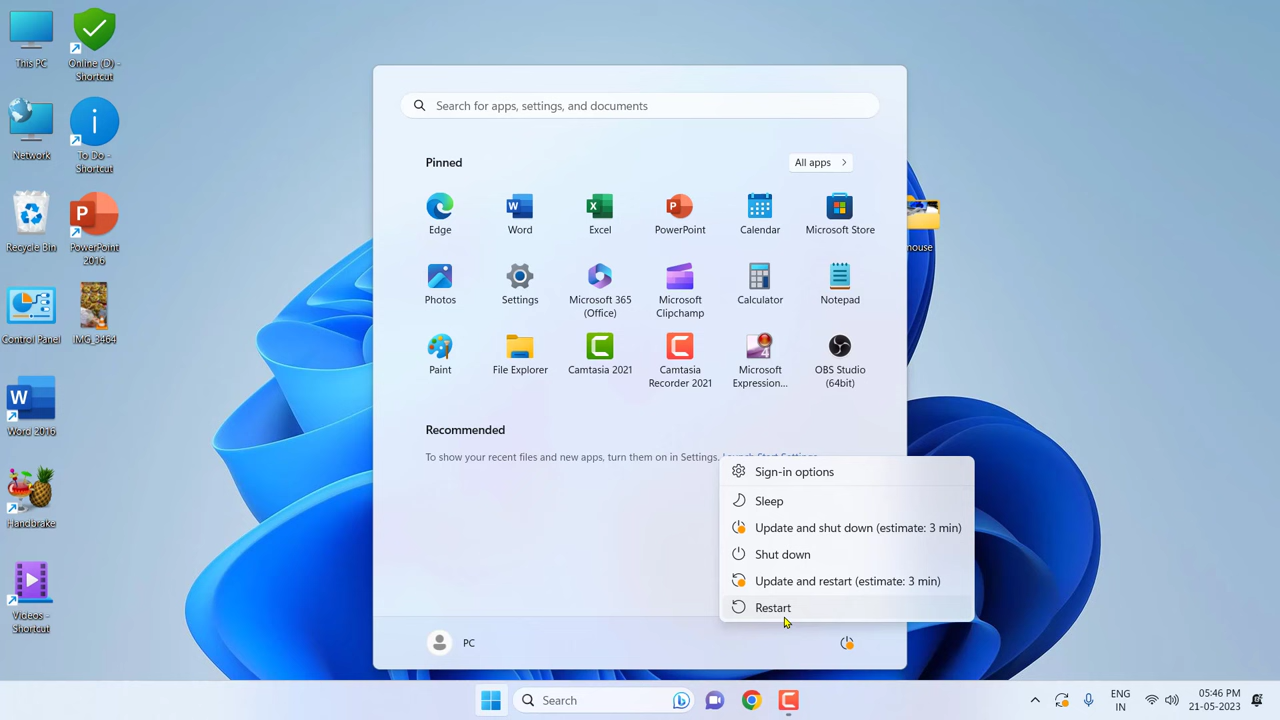 This PC
Online (D) -
Shortcut
Network
To Do -
Shortcut
Recycle Bin
PowerPoint
2016
Control Panel
IMG_3464
Word 2016
Handbrake
Videos -
Shortcut
Search for apps, settings, and documents
Pinned
All apps
Edge
Word
Excel
PowerPoint
Calendar
Microsoft Store
Photos
Settings
Microsoft 365
(Office)
Microsoft
Clipchamp
Calculator
Notepad
Paint
File Explorer
Camtasia 2021
Camtasia
Recorder 2021
Microsoft
Expression...
OBS Studio
(64bit)
Recommended
To show your recent files and new apps, turn them on in Settings.
Sign-in options
Sleep
Update and shut down (estimate: 3 min)
Shut down
Update and restart (estimate: 3 min)
Restart
PC
Search
ENG
IN
05:46 PM
21-05-2023